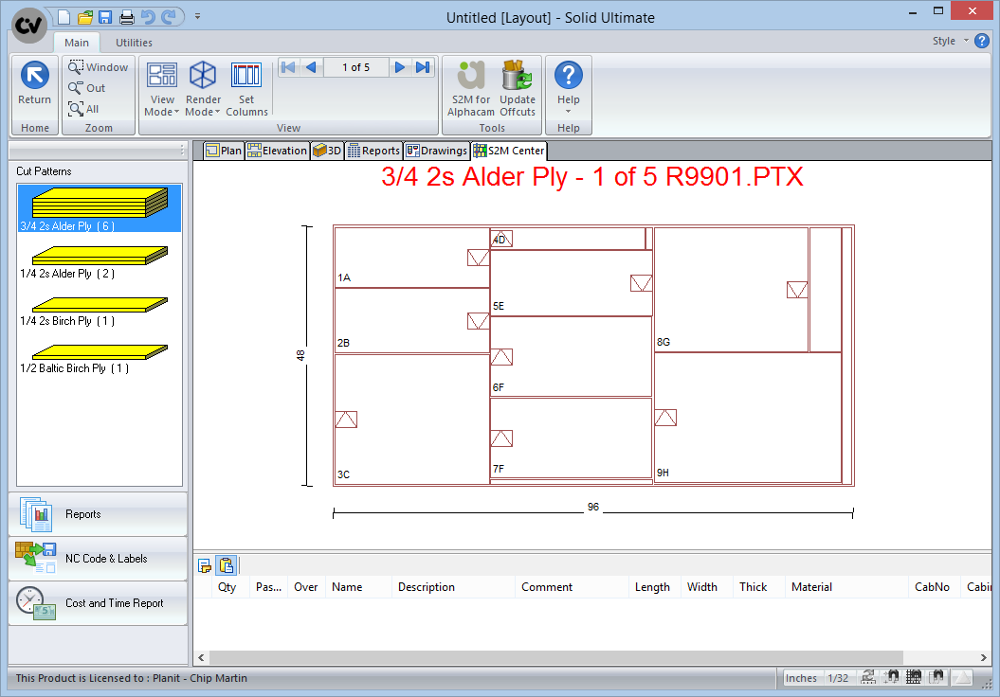 CV
Untitled [Layout] - Solid Ultimate
Main
Utilities
Style
Return
Home
Window
Out
All
Zoom
View Mode
Render Mode
Set Columns
1 of 5
View
S2M for Alphacam
Update Offcuts
Tools
Help
Help
Cut Patterns
3/4 2s Alder Ply ( 6 )
1/4 2s Alder Ply ( 2 )
1/4 2s Birch Ply ( 1 )
1/2 Baltic Birch Ply ( 1 )
Reports
NC Code & Labels
Cost and Time Report
Plan
Elevation
3D
Reports
Drawings
S2M Center
3/4 2s Alder Ply - 1 of 5 R9901.PTX
48
1A
2B
3C
4D
5E
6F
7F
8G
9H
96
Qty Pas... Over Name Description Comment Length Width Thick Material CabNo Cabi
This Product is Licensed to : Planit - Chip Martin
Inches 1/32